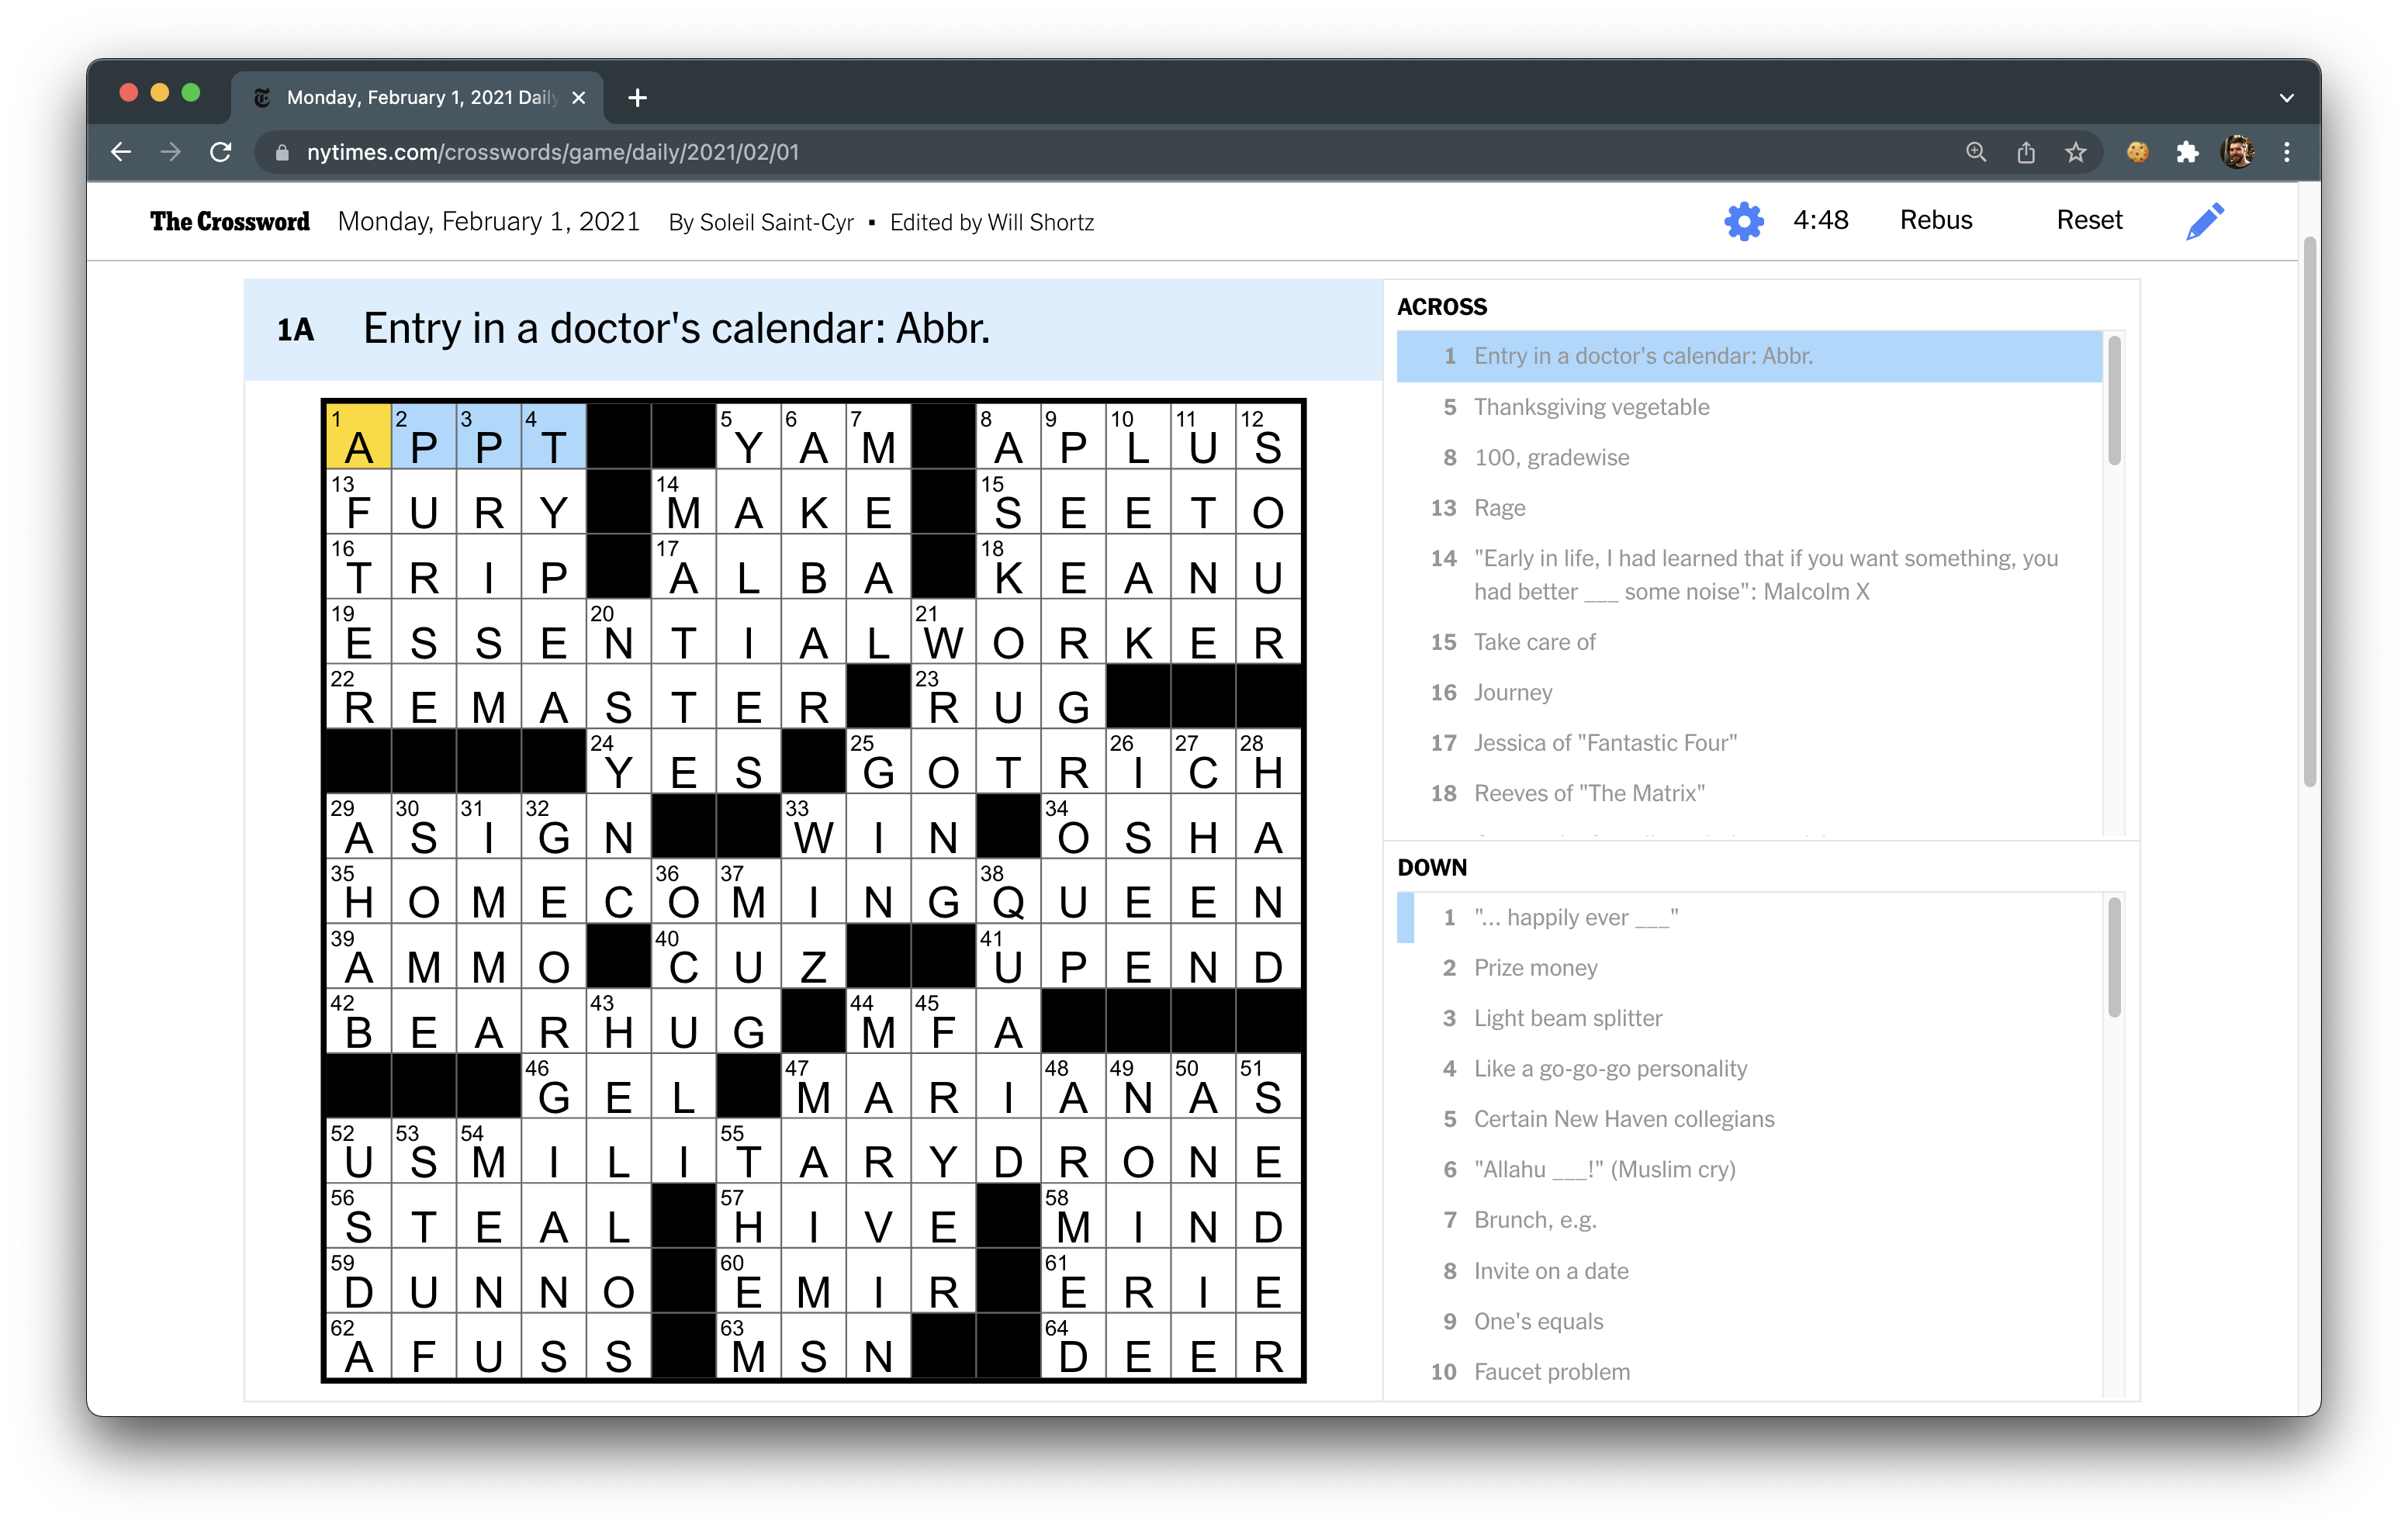 Monday, February 1, 2021 Daily
nytimes.com/crosswords/game/daily/2021/02/01
The Crossword Monday, February 1, 2021 By Soleil Saint-Cyr ▪ Edited by Will Shortz 4:48 Rebus Reset
1A Entry in a doctor's calendar: Abbr.
1 2 3 4 5 6 7 8 9 10 11 12
A P P T Y A M A P L U S
13 14 15
F U R Y M A K E S E E T O
16 17 18
T R I P A L B A K E A N U
19 20 21
E S S E N T I A L W O R K E R
22 23
R E M A S T E R R U G
24 25 26 27 28
Y E S G O T R I C H
29 30 31 32 33 34
A S I G N W I N O S H A
35 36 37 38
H O M E C O M I N G Q U E E N
39 40 41
A M M O C U Z U P E N D
42 43 44 45
B E A R H U G M F A
46 47 48 49 50 51
G E L M A R I A N A S
52 53 54 55
U S M I L I T A R Y D R O N E
56 57 58
S T E A L H I V E M I N D
59 60 61
D U N N O E M I R E R I E
62 63 64
A F U S S M S N D E E R
ACROSS
1 Entry in a doctor's calendar: Abbr.
5 Thanksgiving vegetable
8 100, gradewise
13 Rage
14 "Early in life, I had learned that if you want something, you
had better ___ some noise": Malcolm X
15 Take care of
16 Journey
17 Jessica of "Fantastic Four"
18 Reeves of "The Matrix"
DOWN
1 "... happily ever ___"
2 Prize money
3 Light beam splitter
4 Like a go-go-go personality
5 Certain New Haven collegians
6 "Allahu ___!" (Muslim cry)
7 Brunch, e.g.
8 Invite on a date
9 One's equals
10 Faucet problem